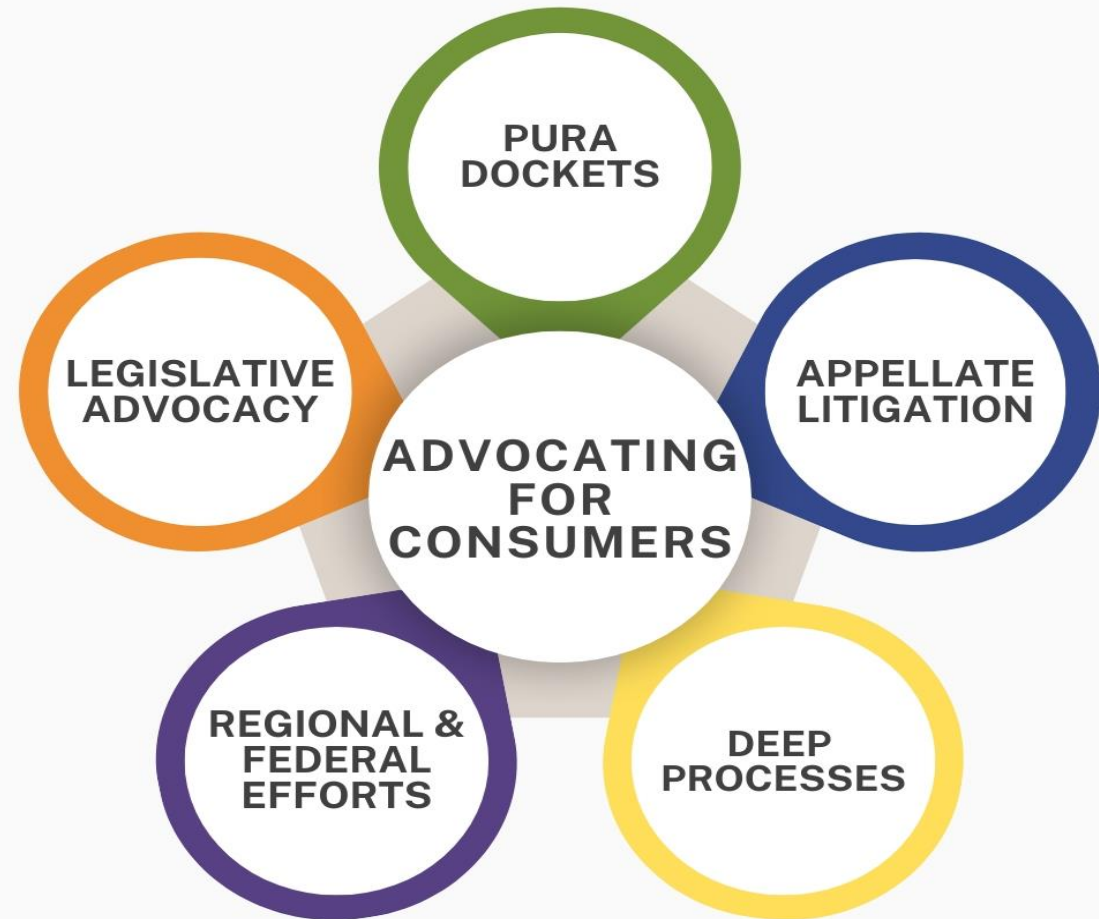 PURA
DOCKETS
LEGISLATIVE
ADVOCACY
APPELLATE
LITIGATION
ADVOCATING
FOR
CONSUMERS
REGIONAL &
FEDERAL
EFFORTS
DEEP
PROCESSES